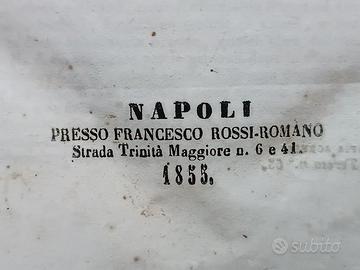 NAPOLI
PRESSO FRANCESCO ROSSI-ROMANO
Strada Trinità Maggiore n. 6 e 41.
1855.
subito